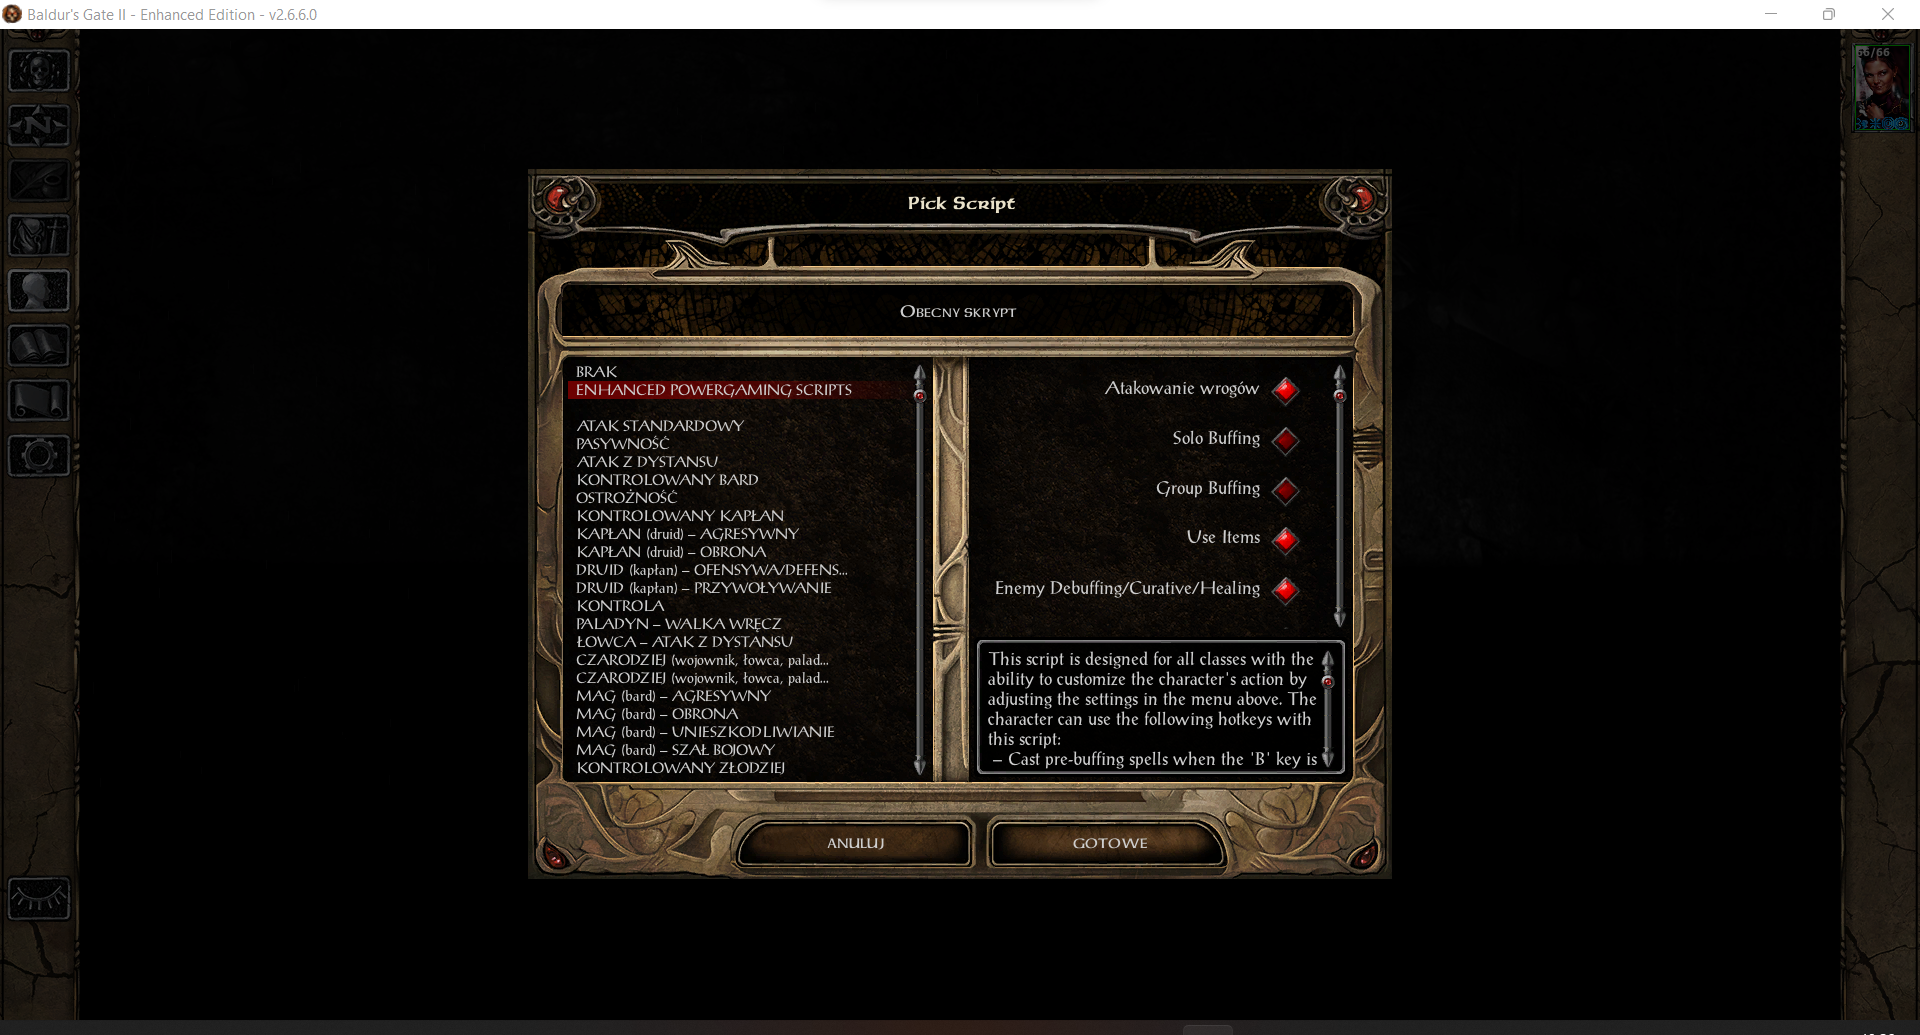 Baldur's Gate II - Enhanced Edition - v2.6.6.0
66/66
N
Pick Script
Obecny skrypt
BRAK
ENHANCED POWERGAMING SCRIPTS
ATAK STANDARDOWY
PASYWNOŚĆ
ATAK Z DYSTANSU
KONTROLOWANY BARD
OSTROŻNOŚĆ
KONTROLOWANY KAPŁAN
KAPŁAN (druid) – AGRESYWNY
KAPŁAN (druid) – OBRONA
DRUID (kapłan) – OFENSYWA/DEFENS...
DRUID (kapłan) – PRZYWOŁYWANIE
KONTROLA
PALADYN – WALKA WRĘCZ
ŁOWCA – ATAK Z DYSTANSU
CZARODZIEJ (wojownik, łowca, palad...
CZARODZIEJ (wojownik, łowca, palad...
MAG (bard) – AGRESYWNY
MAG (bard) – OBRONA
MAG (bard) – UNIESZKODLIWIANIE
MAG (bard) – SZAŁ BOJOWY
KONTROLOWANY ZŁODZIEJ
Atakowanie wrogów
Solo Buffing
Group Buffing
Use Items
Enemy Debuffing/Curative/Healing
This script is designed for all classes with the
ability to customize the character's action by
adjusting the settings in the menu above. The
character can use the following hotkeys with
this script:
– Cast pre-buffing spells when the 'B' key is
ANULUJ
GOTOWE